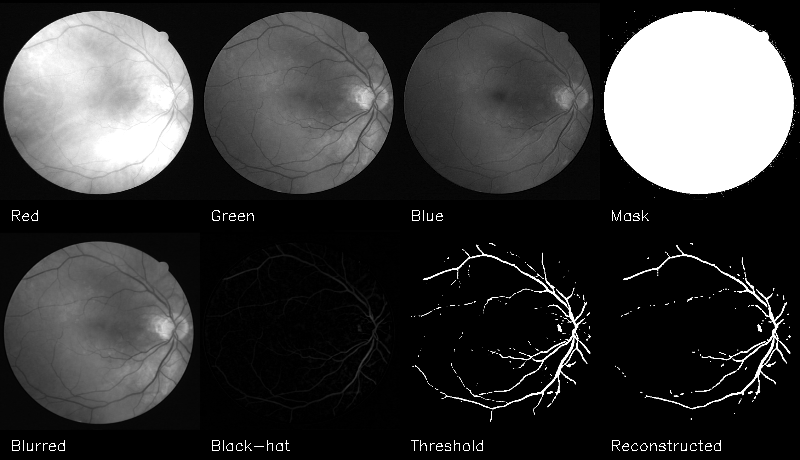 Red
Green
Blue
Mask
Blurred
Black-hat
Threshold
Reconstructed